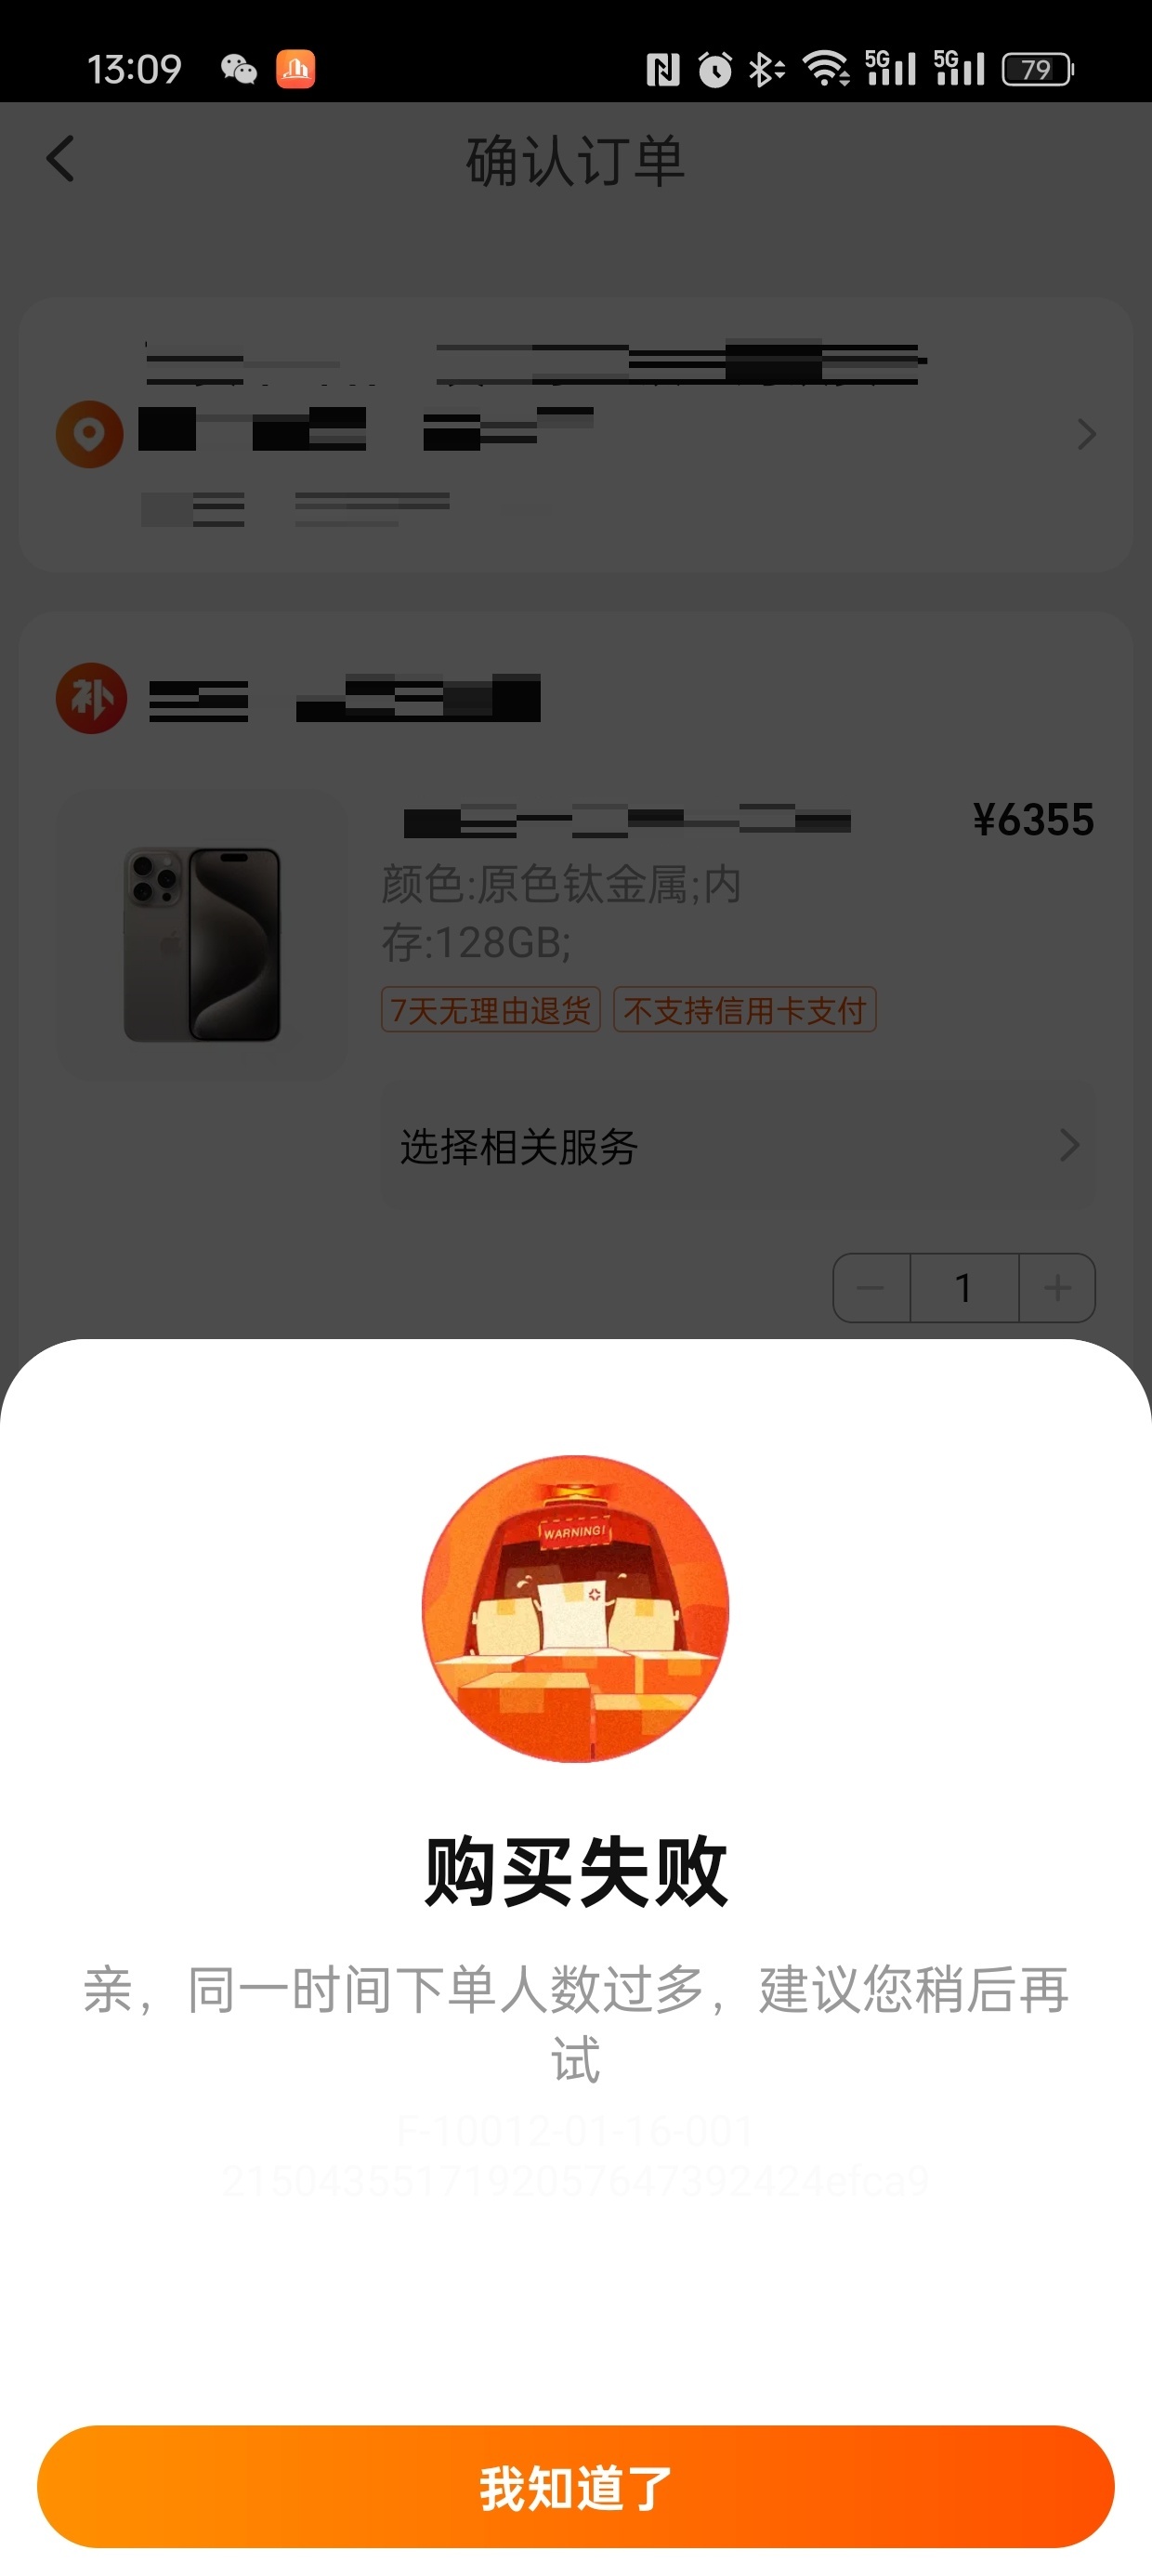 13:09
5G
5G
79
确认订单
补
¥6355
颜色:原色钛金属;内
存:128GB;
7天无理由退货 不支持信用卡支付
选择相关服务
1
WARNING!
购买失败
亲，同一时间下单人数过多，建议您稍后再
试
F-10012-01-16-001
2150435517192057647392424efca9
我知道了